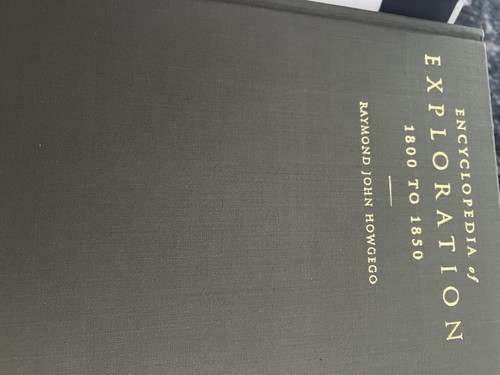 ENCYCLOPEDIA of
EXPLORATION
1800 TO 1850
RAYMOND JOHN HOWGEGO